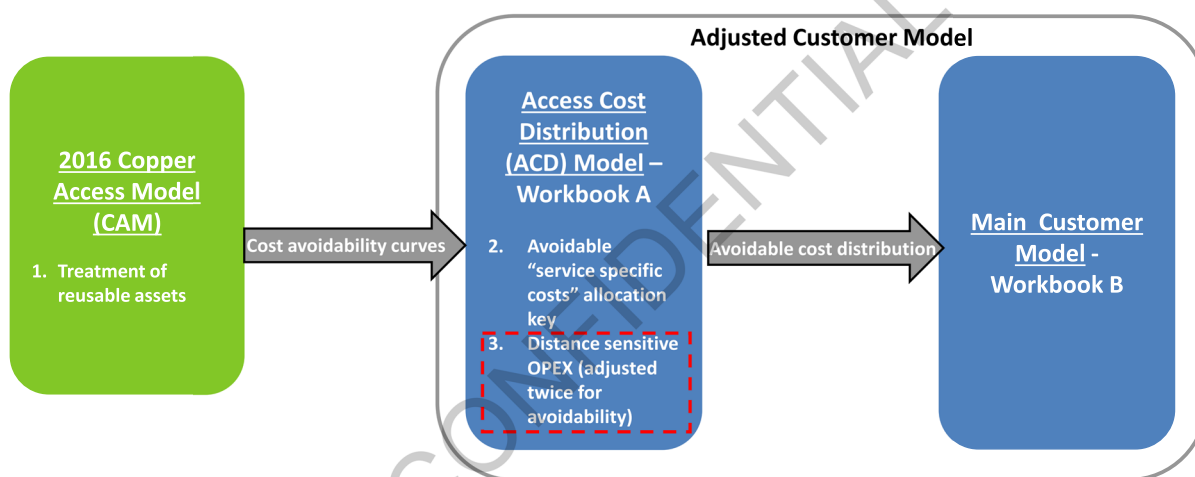 Adjusted Customer Model
2016 Copper
Access Model
(CAM)
1. Treatment of
reusable assets
Cost avoidability curves
Access Cost
Distribution
(ACD) Model –
Workbook A
2. Avoidable
“service specific
costs” allocation
key
3. Distance sensitive
OPEX (adjusted
twice for
avoidability)
Avoidable cost distribution
Main Customer
Model -
Workbook B
CONFIDENTIAL